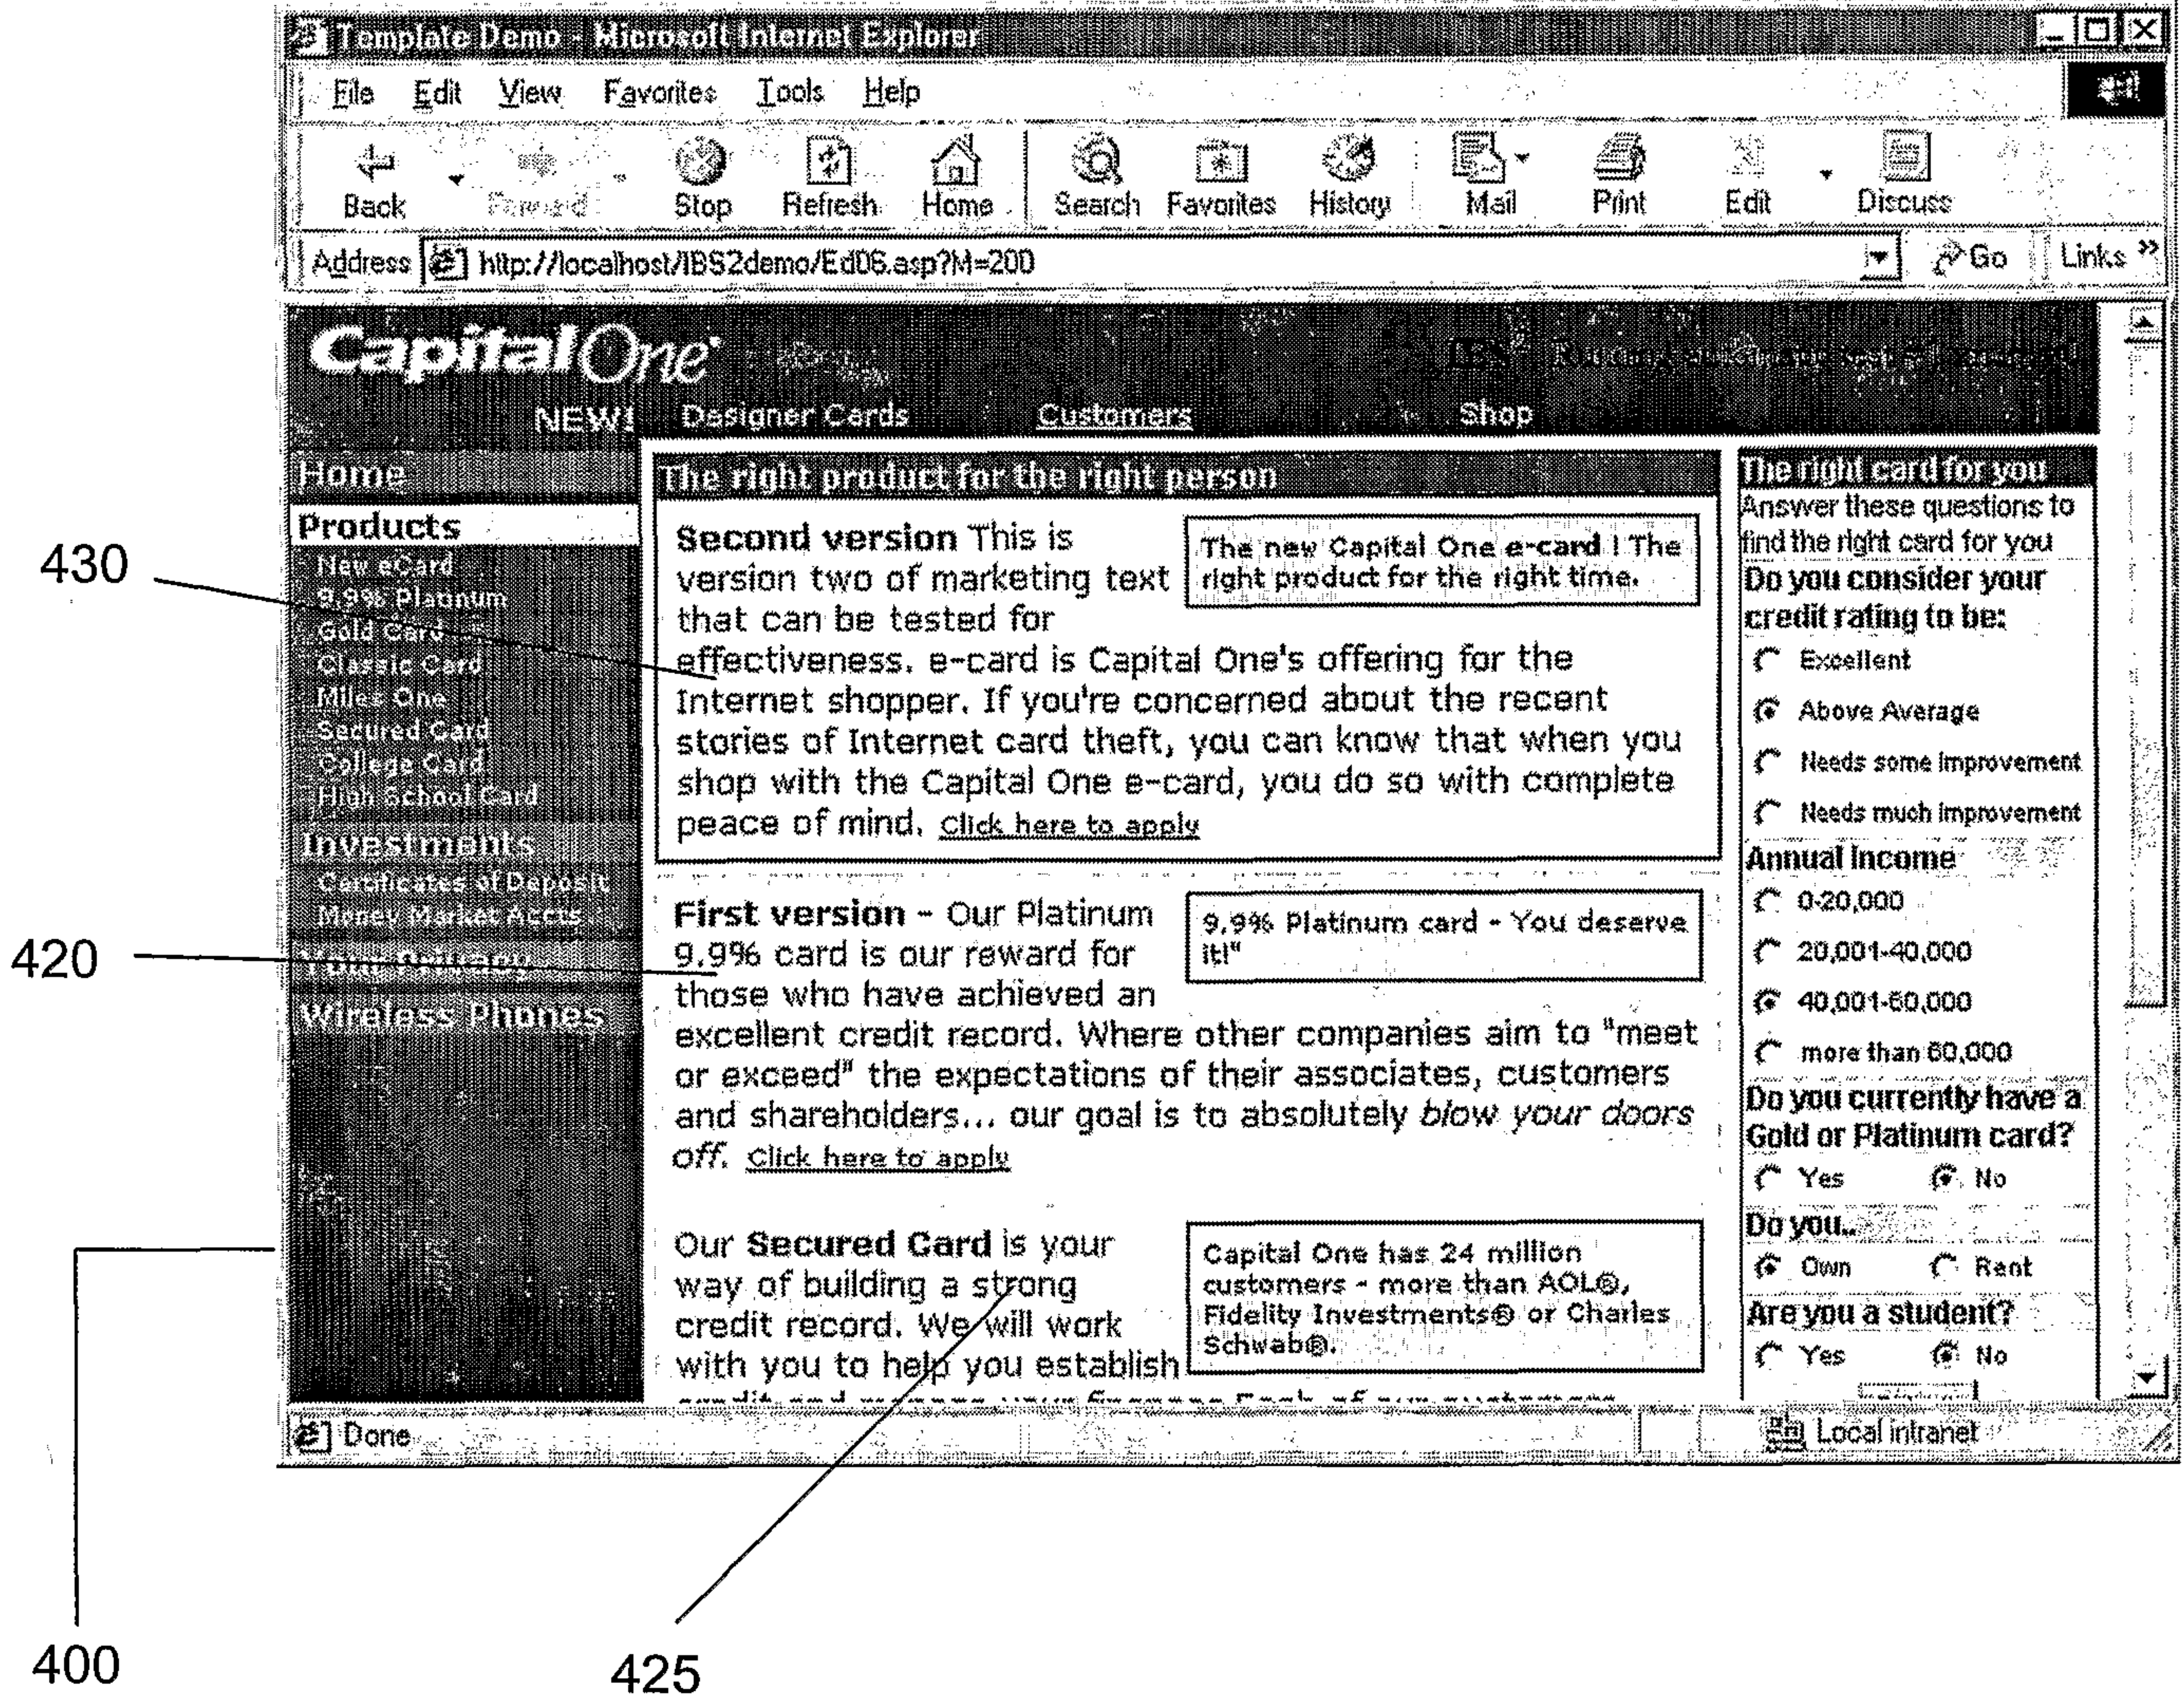 Template Demo - Microsoft Internet Explorer
File Edit View Favorites Tools Help
Back Forward Stop Refresh Home Search Favorites History Mail Print Edit Discuss
Address http://localhost/IBS2demo/Ed06.asp?M=200 Go Links »
CapitalOne
NEW! Designer Cards Customers Shop
Home
Products
New eCard
9.9% Platinum
Gold Card
Classic Card
Miles One
Secured Card
College Card
High School Card
Investments
Certificates of Deposit
Money Market Accts
Your Privacy
Wireless Phones
The right product for the right person
Second version This is
version two of marketing text
that can be tested for
effectiveness. e-card is Capital One's offering for the
Internet shopper. If you're concerned about the recent
stories of Internet card theft, you can know that when you
shop with the Capital One e-card, you do so with complete
peace of mind. Click here to apply
The new Capital One e-card ! The
right product for the right time.
First version - Our Platinum
9.9% card is our reward for
those who have achieved an
excellent credit record. Where other companies aim to "meet
or exceed" the expectations of their associates, customers
and shareholders... our goal is to absolutely blow your doors
off. Click here to apply
9.9% Platinum card - You deserve
it!"
Our Secured Card is your
way of building a strong
credit record. We will work
with you to help you establish
Capital One has 24 million
customers - more than AOL®,
Fidelity Investments® or Charles
Schwab®.
The right card for you
Answer these questions to
find the right card for you
Do you consider your
credit rating to be:
Excellent
Above Average
Needs some improvement
Needs much improvement
Annual Income
0-20,000
20,001-40,000
40,001-60,000
more than 60,000
Do you currently have a
Gold or Platinum card?
Yes No
Do you..
Own Rent
Are you a student?
Yes No
Done Local intranet
430
420
400
425